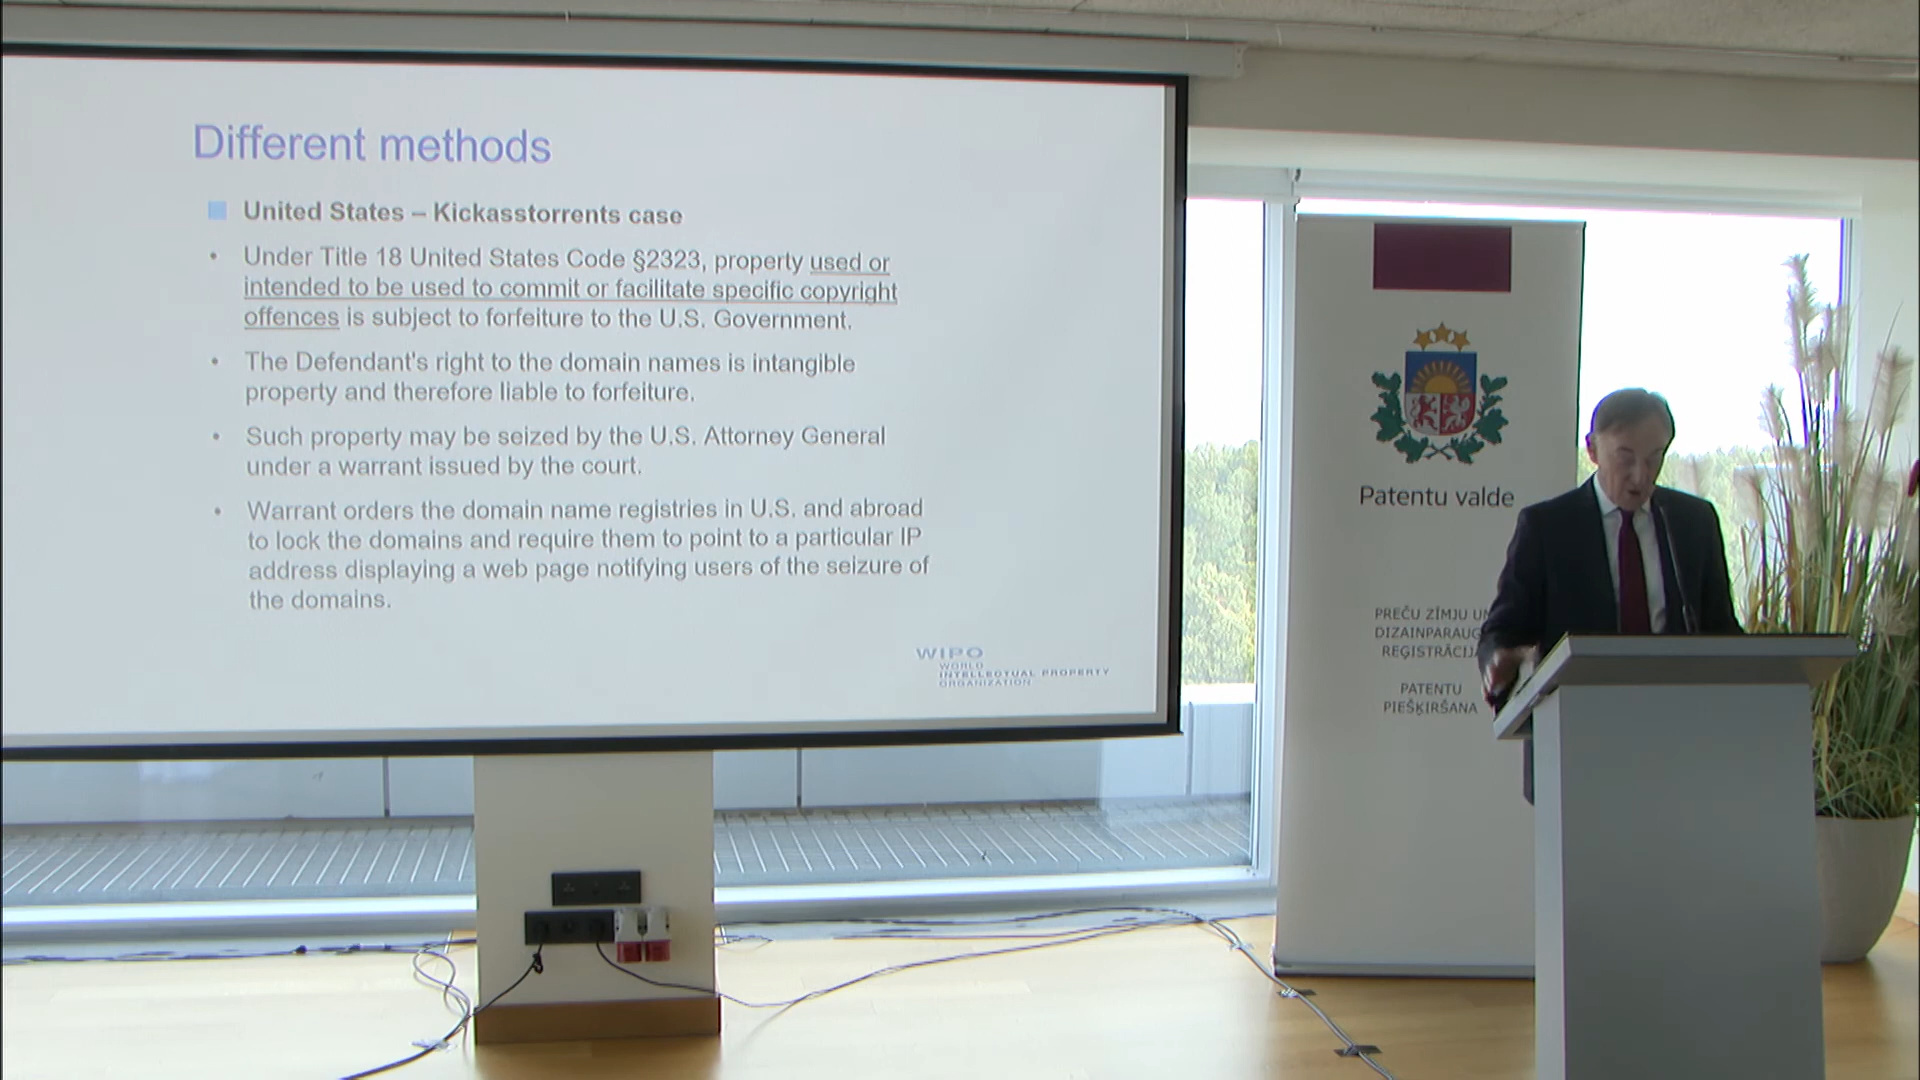 Different methods
United States – Kickasstorrents case
• Under Title 18 United States Code §2323, property used or
intended to be used to commit or facilitate specific copyright
offences is subject to forfeiture to the U.S. Government.
• The Defendant's right to the domain names is intangible
property and therefore liable to forfeiture.
• Such property may be seized by the U.S. Attorney General
under a warrant issued by the court.
• Warrant orders the domain name registries in U.S. and abroad
to lock the domains and require them to point to a particular IP
address displaying a web page notifying users of the seizure of
the domains.
WIPO
WORLD
INTELLECTUAL PROPERTY
ORGANIZATION
Patentu valde
PREČU ZĪMJU UN
DIZAINPARAUG
REĢISTRĀCIJA
PATENTU
PIEŠĶIRŠANA